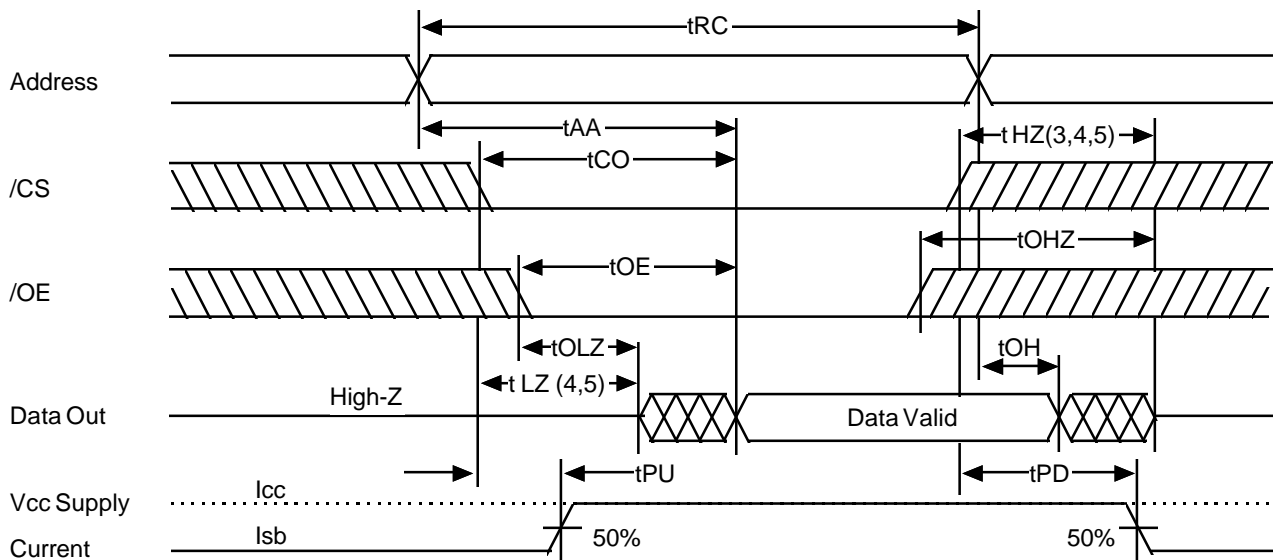 tRC
Address
tAA
t HZ(3,4,5)
tCO
/CS
tOHZ
tOE
/OE
tOLZ
tOH
t LZ (4,5)
High-Z
Data Out
Data Valid
tPU
tPD
Icc
Vcc Supply
50%
50%
Isb
Current